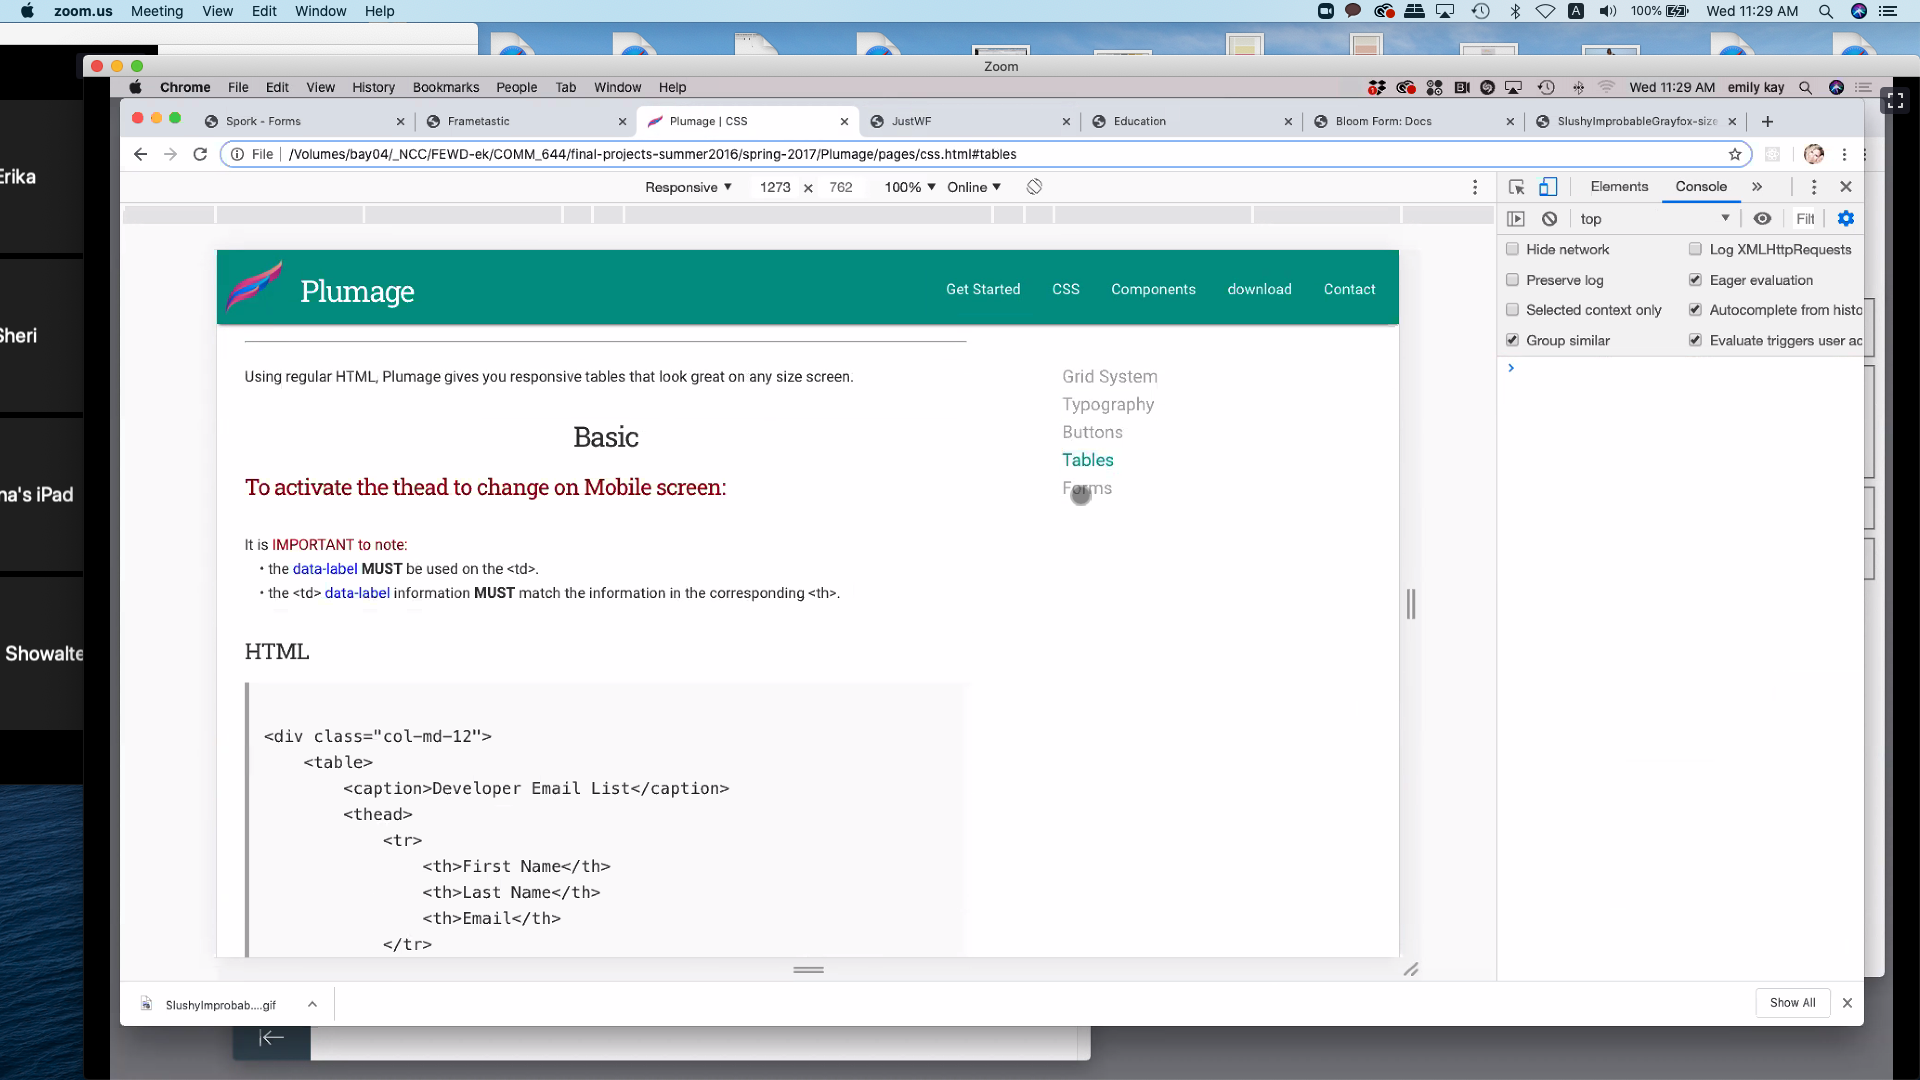 zoom.us Meeting View Edit Window Help 100% Wed 11:29 AM
Zoom
Chrome File Edit View History Bookmarks People Tab Window Help Wed 11:29 AM emily kay
Spork - Forms Frametastic Plumage | CSS JustWF Education Bloom Form: Docs SlushyImprobableGrayfox-size
File /Volumes/bay04/_NCC/FEWD-ek/COMM_644/final-projects-summer2016/spring-2017/Plumage/pages/css.html#tables
Responsive 1273 × 762 100% Online
Elements Console »
top Filt
Hide network Log XMLHttpRequests
Preserve log Eager evaluation
Selected context only Autocomplete from histo
Group similar Evaluate triggers user ac
Erika
Sheri
na's iPad
Showalte
Plumage Get Started CSS Components download Contact
Using regular HTML, Plumage gives you responsive tables that look great on any size screen.
Basic
To activate the thead to change on Mobile screen:
It is IMPORTANT to note:
• the data-label MUST be used on the <td>.
• the <td> data-label information MUST match the information in the corresponding <th>.
HTML
<div class="col-md-12">
<table>
<caption>Developer Email List</caption>
<thead>
<tr>
<th>First Name</th>
<th>Last Name</th>
<th>Email</th>
</tr>
Grid System
Typography
Buttons
Tables
Forms
SlushyImprobab....gif Show All